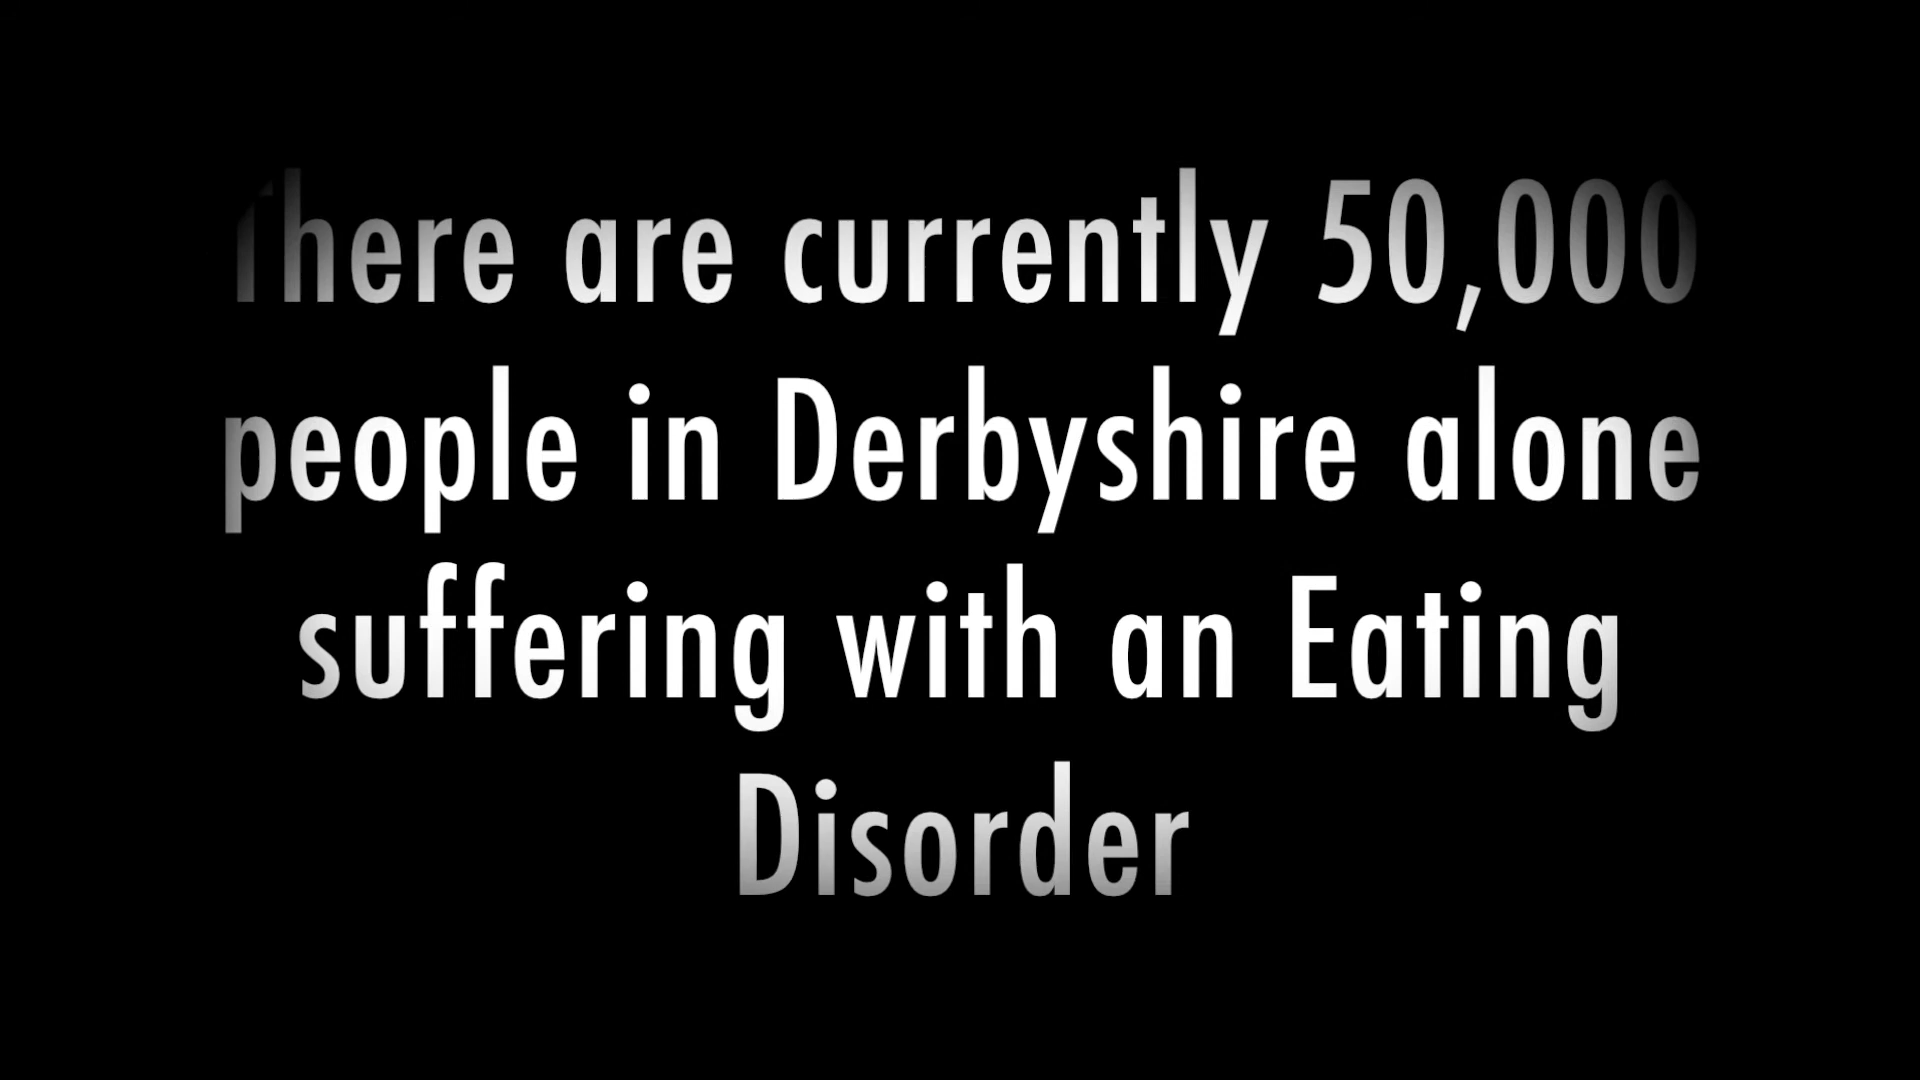 There are currently 50,000
people in Derbyshire alone
suffering with an Eating
Disorder